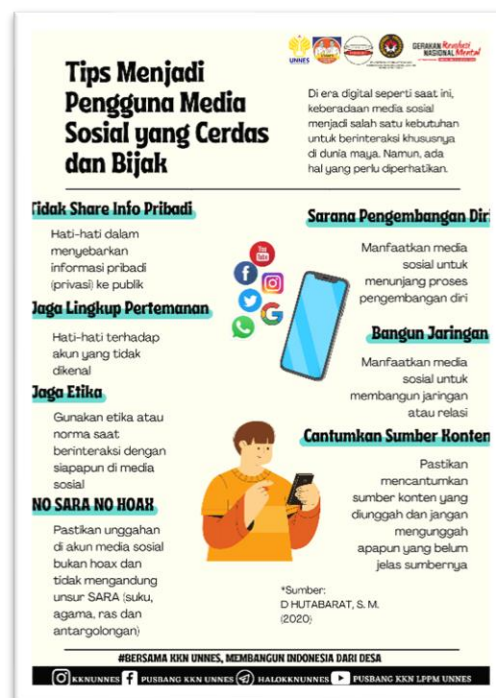 UNNES
GERAKAN Revolusi
NASIONAL Mental
Tips Menjadi
Pengguna Media
Sosial yang Cerdas
dan Bijak
Di era digital seperti saat ini,
keberadaan media sosial
menjadi salah satu kebutuhan
untuk berinteraksi khususnya
di dunia maya. Namun, ada
hal yang perlu diperhatikan.
Tidak Share Info Pribadi
Hati-hati dalam
menyebarkan
informasi pribadi
(privasi) ke publik
Jaga Lingkup Pertemanan
Hati-hati terhadap
akun yang tidak
dikenal
Jaga Etika
Gunakan etika atau
norma saat
berinteraksi dengan
siapapun di media
sosial
NO SARA NO HOAX
Pastikan unggahan
di akun media sosial
bukan hoax dan
tidak mengandung
unsur SARA (suku,
agama, ras dan
antargolongan)
You
Tube
Sarana Pengembangan Diri
Manfaatkan media
sosial untuk
menunjang proses
pengembangan diri
Bangun Jaringan
Manfaatkan media
sosial untuk
membangun jaringan
atau relasi
Cantumkan Sumber Konten
Pastikan
mencantumkan
sumber konten yang
diunggah dan jangan
mengunggah
apapun yang belum
jelas sumbernya
*Sumber:
D HUTABARAT, S. M.
(2020)
#BERSAMA KKN UNNES, MEMBANGUN INDONESIA DARI DESA
KKNUNNES PUSBANG KKN UNNES HALOKKNUNNES PUSBANG KKN LPPM UNNES